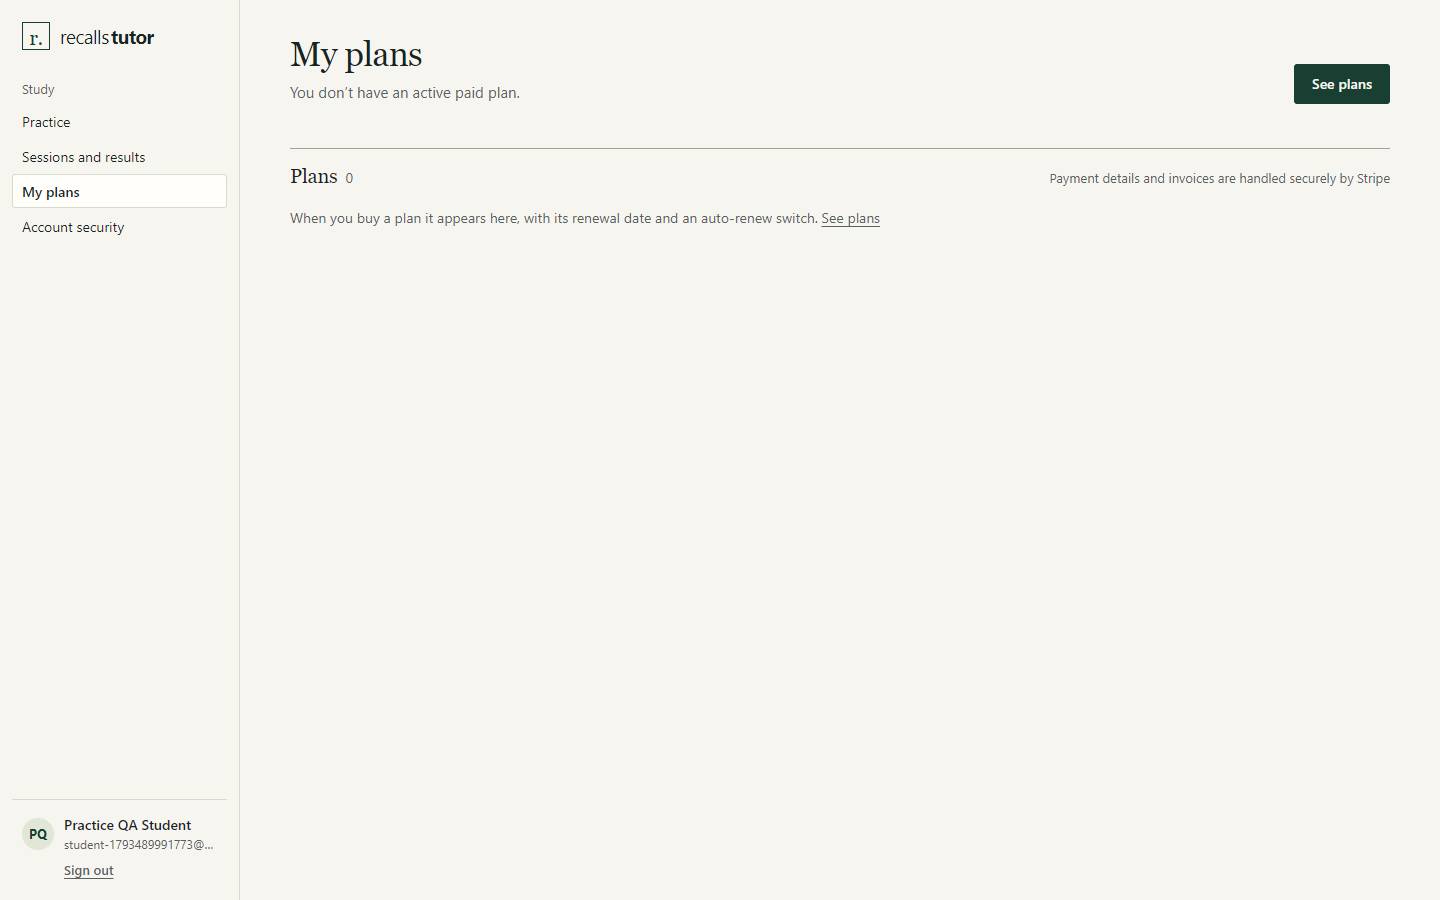 r. recallstutor
Study
Practice
Sessions and results
My plans
Account security
My plans
You don’t have an active paid plan.
See plans
Plans 0
Payment details and invoices are handled securely by Stripe
When you buy a plan it appears here, with its renewal date and an auto-renew switch. See plans
PQ
Practice QA Student
student-1793489991773@...
Sign out